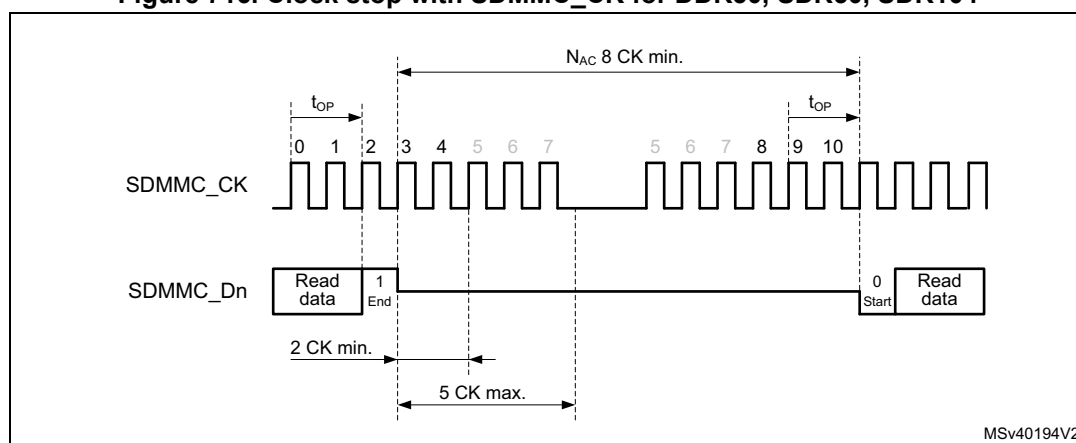 Figure 716. Clock stop with SDMMC_CK for DDR50, SDR50, SDR104
N_AC 8 CK min.
t_OP
t_OP
0 1 2 3 4 5 6 7 5 6 7 8 9 10
SDMMC_CK
SDMMC_Dn
Read
data
1
End
0
Start
Read
data
2 CK min.
5 CK max.
MSv40194V2